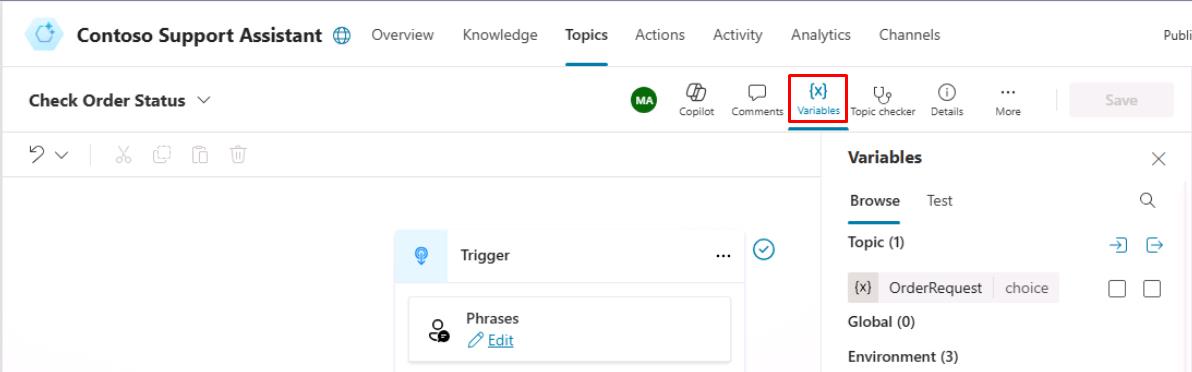 Contoso Support Assistant Overview Knowledge Topics Actions Activity Analytics Channels Publi
Check Order Status MA Copilot Comments {x} Variables Topic checker Details More Save
Variables
Browse Test
Topic (1)
Trigger
{x} OrderRequest choice
Phrases
Edit
Global (0)
Environment (3)